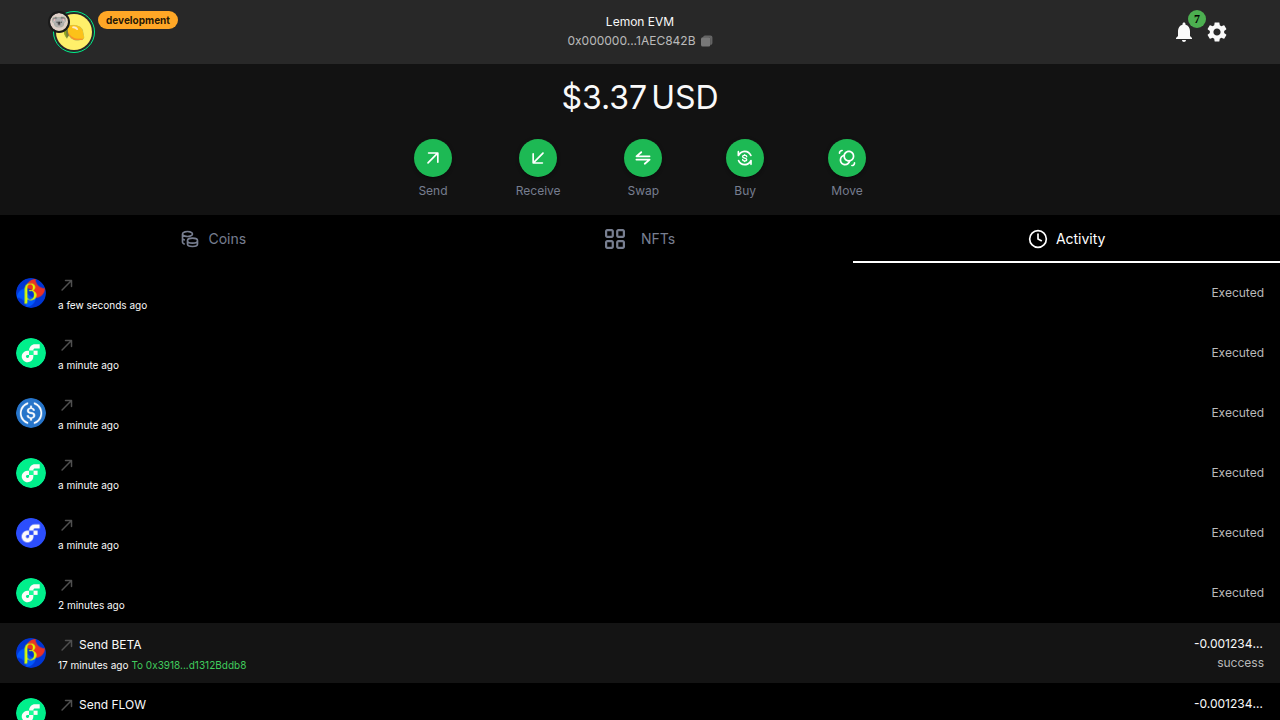 development
Lemon EVM
0x000000...1AEC842B
7
$3.37 USD
Send
Receive
Swap
Buy
Move
Coins
NFTs
Activity
a few seconds ago
Executed
a minute ago
Executed
a minute ago
Executed
a minute ago
Executed
a minute ago
Executed
2 minutes ago
Executed
Send BETA
-0.001234...
17 minutes ago To 0x3918...d1312Bddb8
success
Send FLOW
-0.001234...